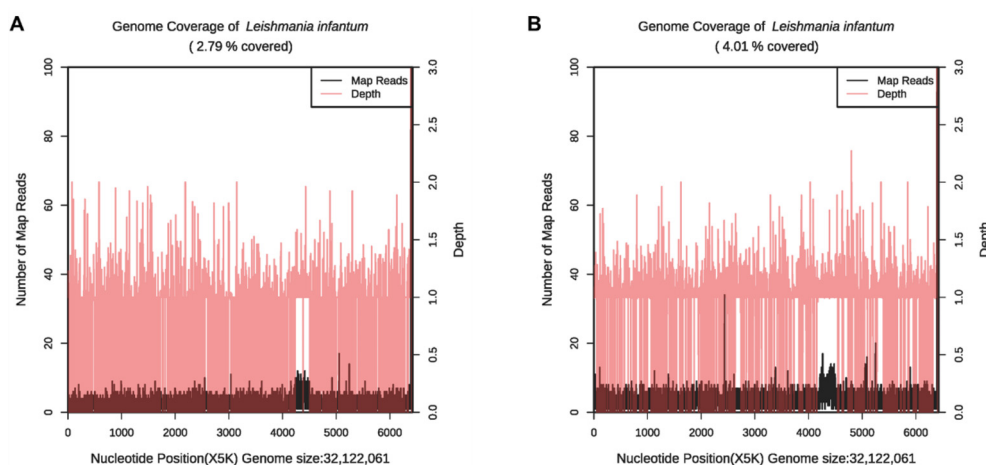 A
Genome Coverage of Leishmania infantum
( 2.79 % covered)
Number of Map Reads
100
80
60
40
20
0
Map Reads
Depth
3.0
2.5
2.0
1.5
1.0
0.5
0.0
Depth
0 1000 2000 3000 4000 5000 6000
Nucleotide Position(X5K) Genome size:32,122,061
B
Genome Coverage of Leishmania infantum
( 4.01 % covered)
Number of Map Reads
100
80
60
40
20
0
Map Reads
Depth
3.0
2.5
2.0
1.5
1.0
0.5
0.0
Depth
0 1000 2000 3000 4000 5000 6000
Nucleotide Position(X5K) Genome size:32,122,061